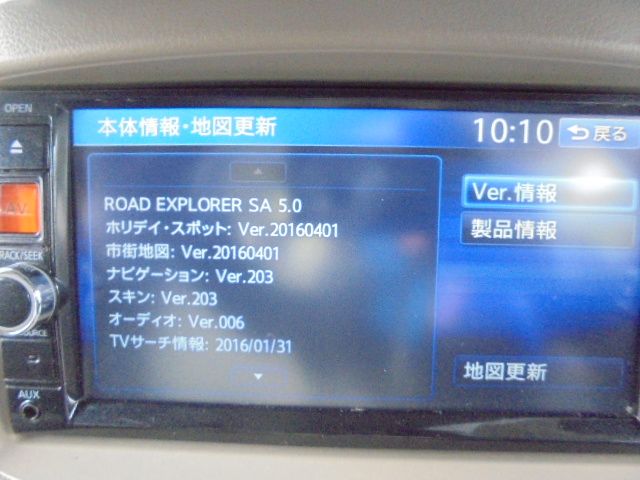 OPEN
本体情報・地図更新
10:10
戻る
NAVI
ROAD EXPLORER SA 5.0
ホリデイ・スポット: Ver.20160401
市街地図: Ver.20160401
ナビゲーション: Ver.203
スキン: Ver.203
オーディオ: Ver.006
TVサーチ情報: 2016/01/31
Ver.情報
製品情報
地図更新
TRACK/SEEK
SOURCE
AUX